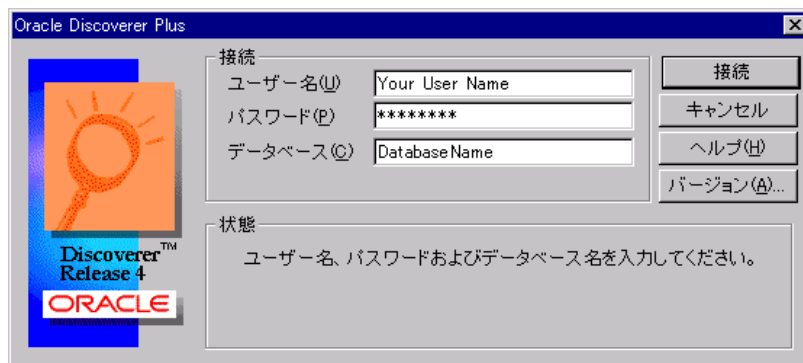 Oracle Discoverer Plus
接続
ユーザー名(U)
Your User Name
パスワード(P)
********
データベース(C)
DatabaseName
接続
キャンセル
ヘルプ(H)
バージョン(A)...
Discoverer™
Release 4
ORACLE
状態
ユーザー名、パスワードおよびデータベース名を入力してください。